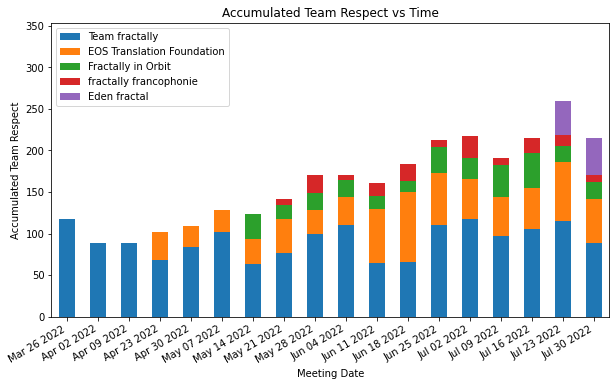 Accumulated Team Respect vs Time
Accumulated Team Respect
350
300
250
200
150
100
50
0
Team fractally
EOS Translation Foundation
Fractally in Orbit
fractally francophonie
Eden fractal
Mar 26 2022
Apr 02 2022
Apr 09 2022
Apr 23 2022
Apr 30 2022
May 07 2022
May 14 2022
May 21 2022
May 28 2022
Jun 04 2022
Jun 11 2022
Jun 18 2022
Jun 25 2022
Jul 02 2022
Jul 09 2022
Jul 16 2022
Jul 23 2022
Jul 30 2022
Meeting Date